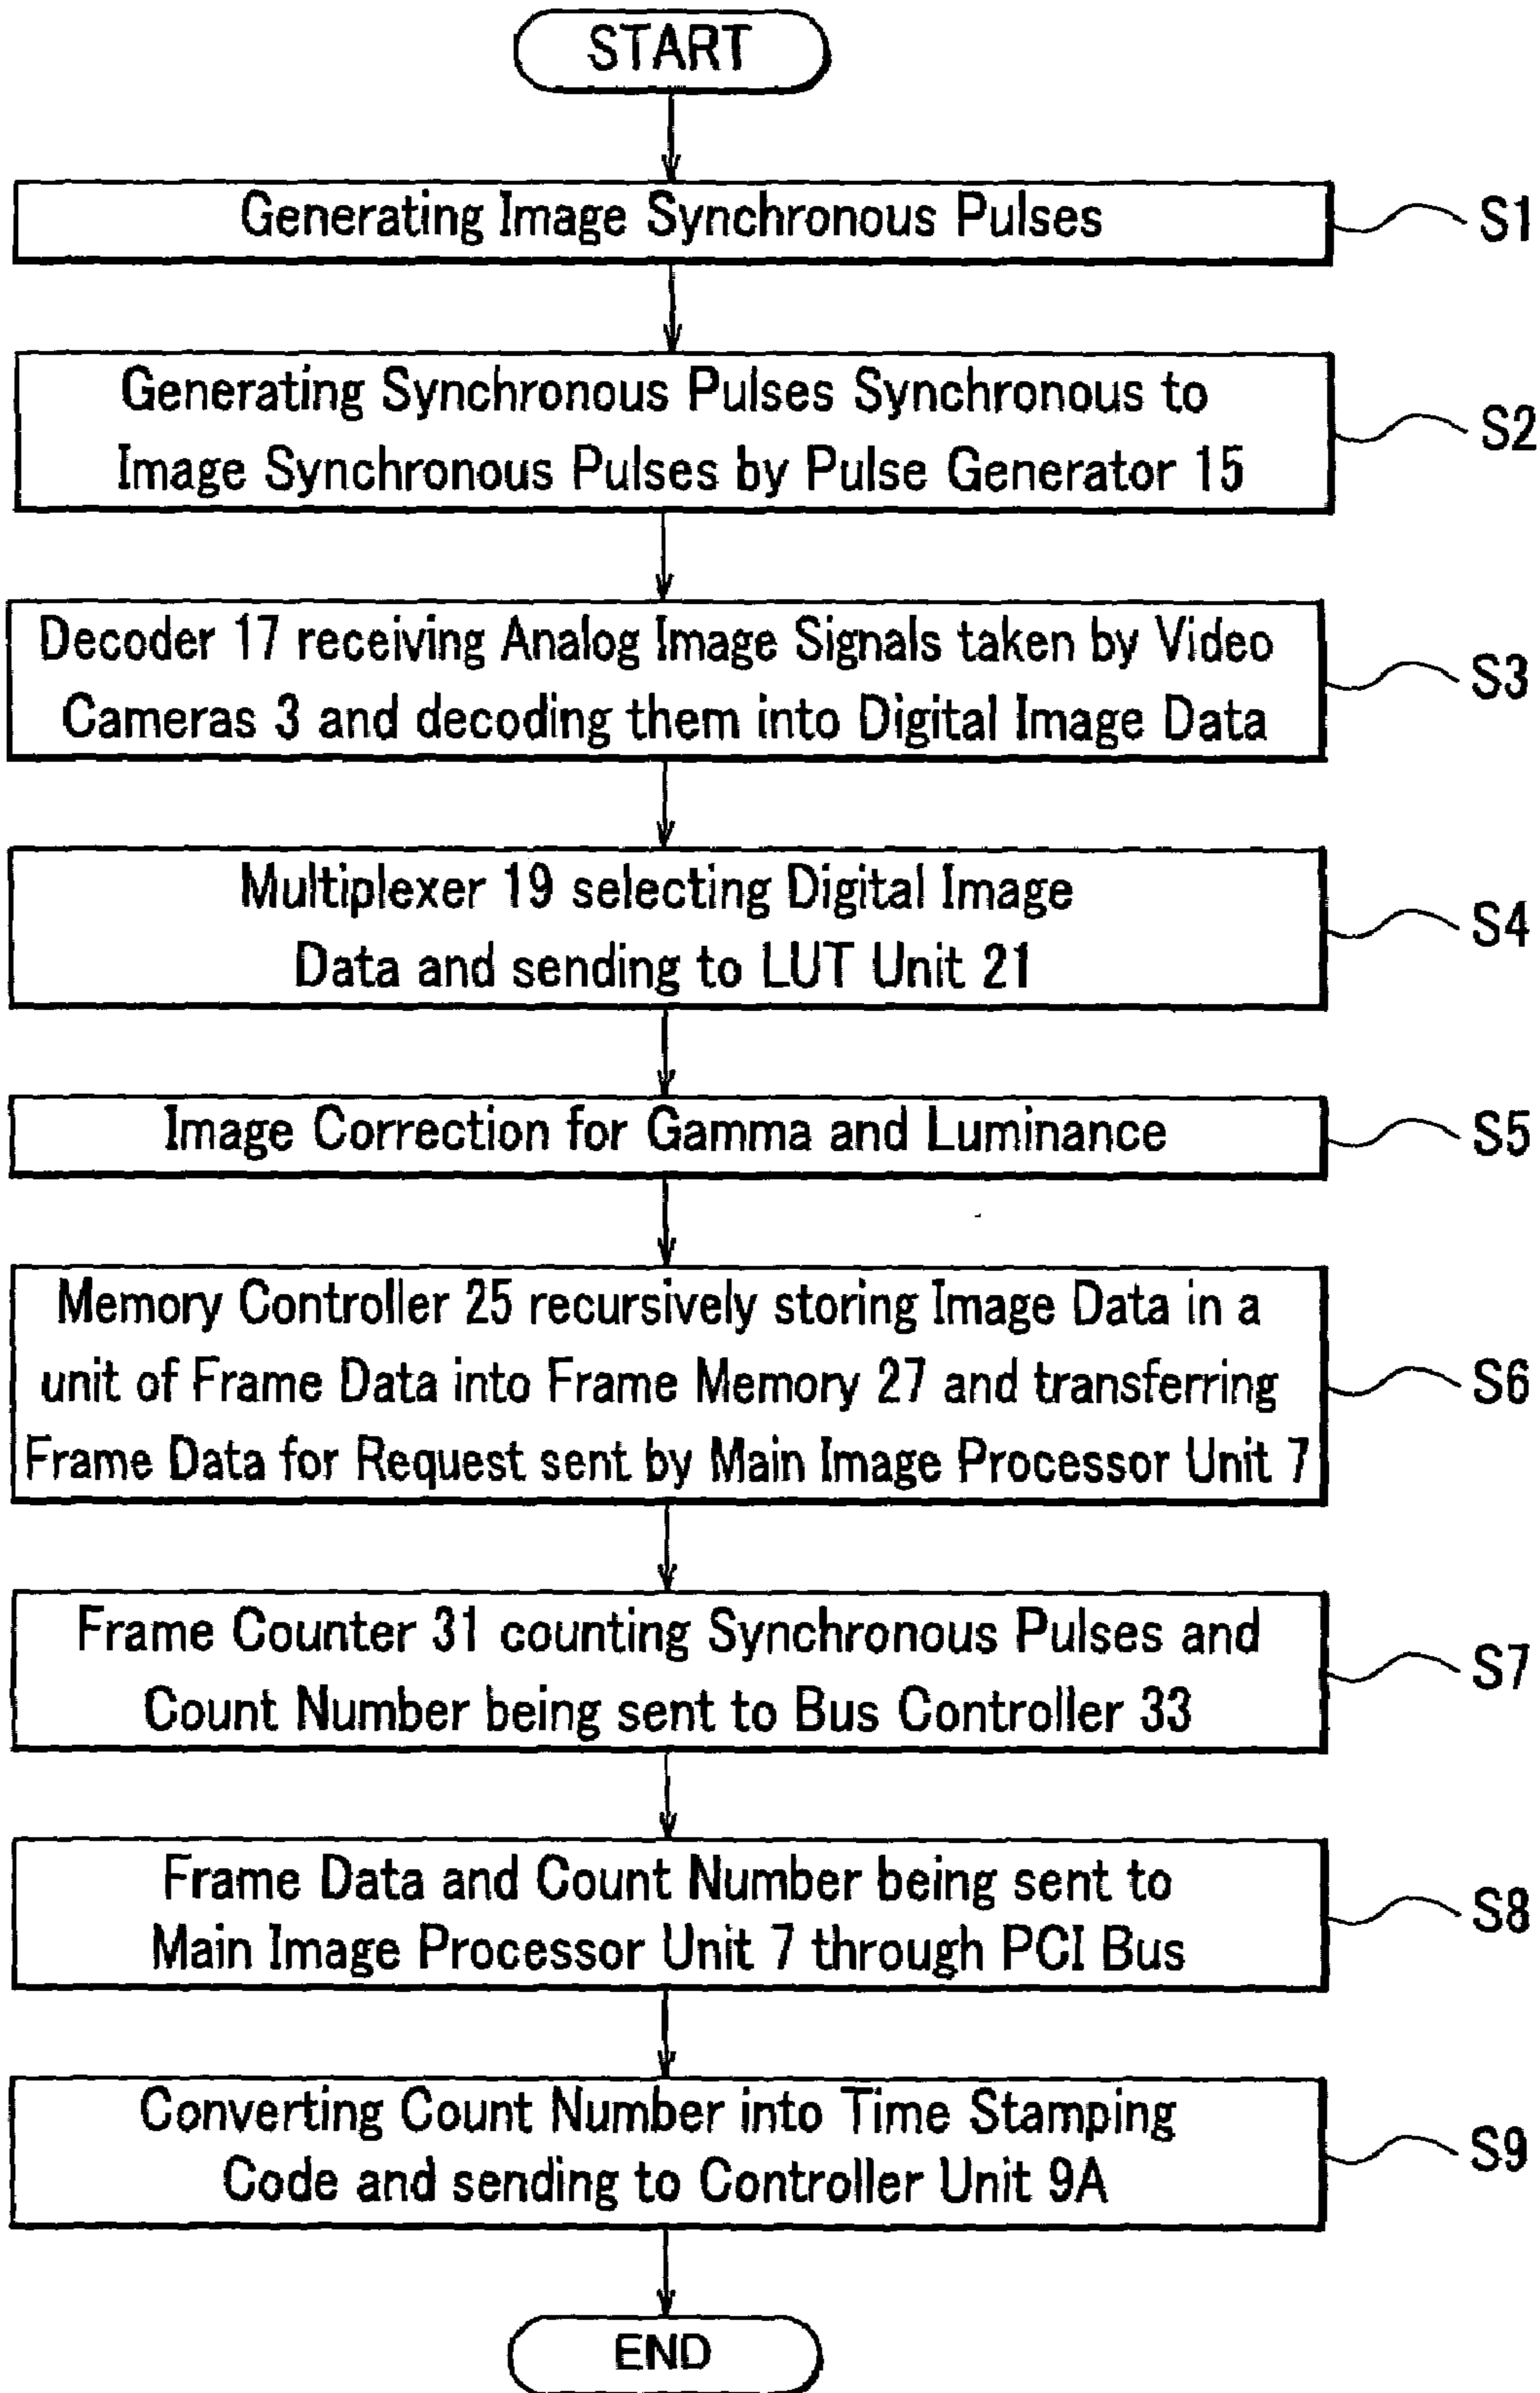 START
Generating Image Synchronous Pulses
S1
Generating Synchronous Pulses Synchronous to
Image Synchronous Pulses by Pulse Generator 15
S2
Decoder 17 receiving Analog Image Signals taken by Video
Cameras 3 and decoding them into Digital Image Data
S3
Multiplexer 19 selecting Digital Image
Data and sending to LUT Unit 21
S4
Image Correction for Gamma and Luminance
S5
Memory Controller 25 recursively storing Image Data in a
unit of Frame Data into Frame Memory 27 and transferring
Frame Data for Request sent by Main Image Processor Unit 7
S6
Frame Counter 31 counting Synchronous Pulses and
Count Number being sent to Bus Controller 33
S7
Frame Data and Count Number being sent to
Main Image Processor Unit 7 through PCI Bus
S8
Converting Count Number into Time Stamping
Code and sending to Controller Unit 9A
S9
END